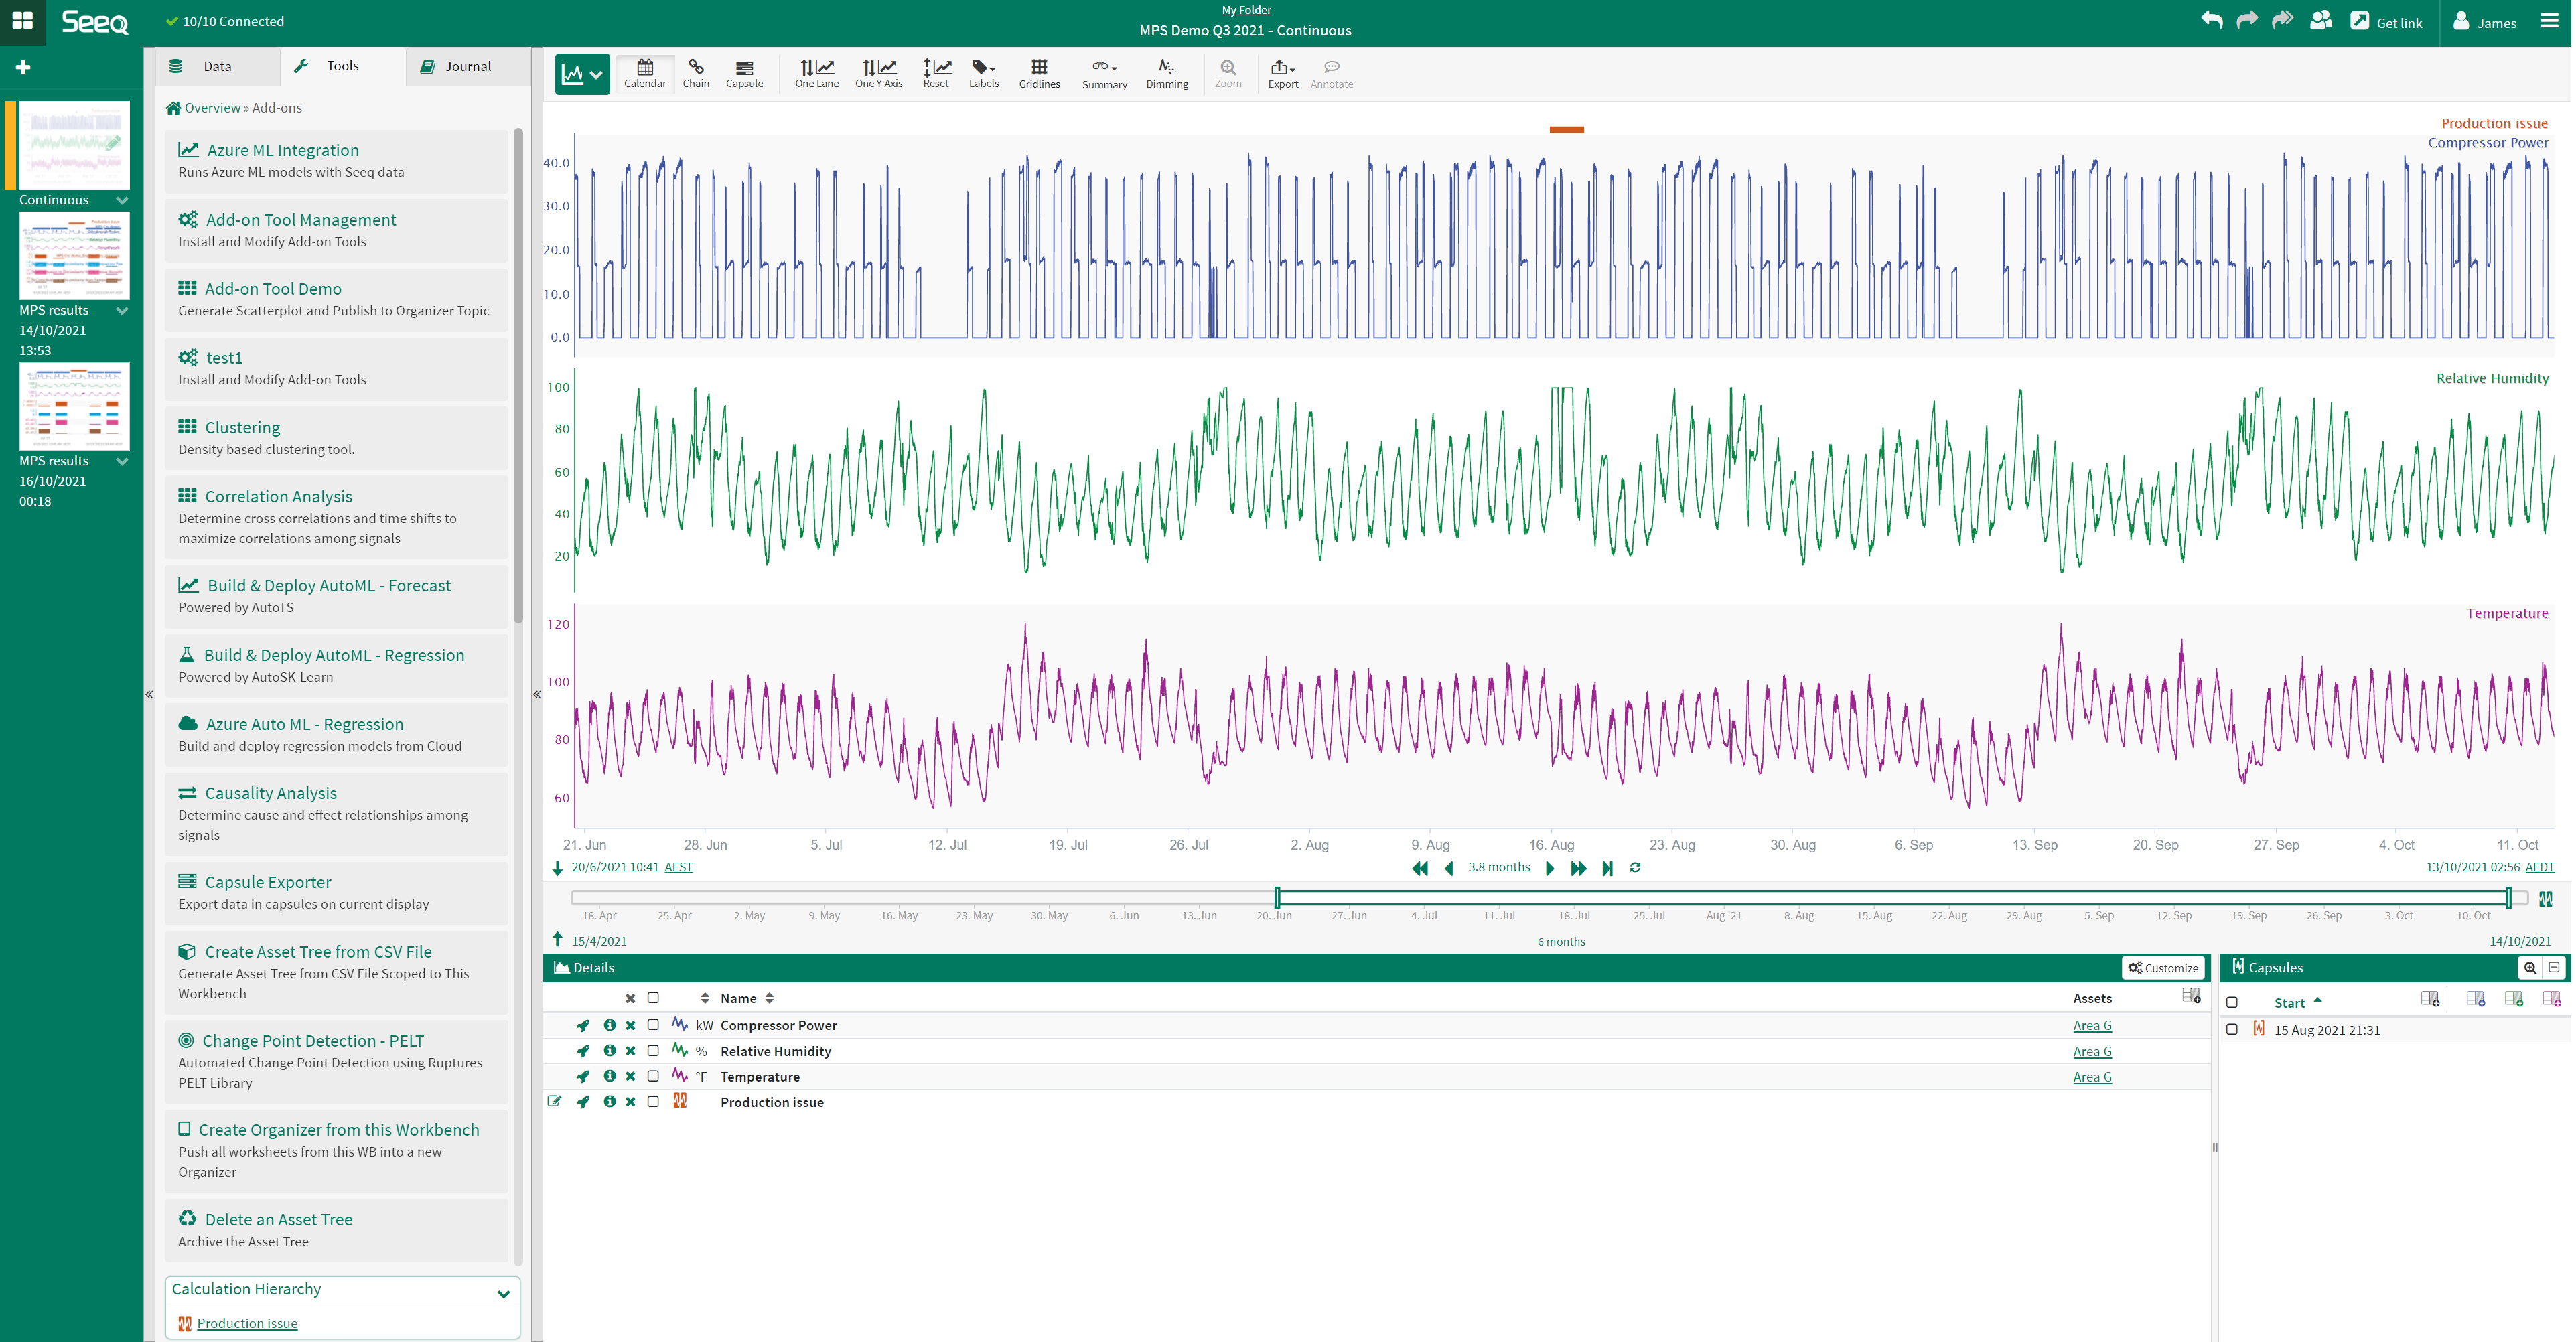 Seeq
10/10 Connected
My Folder
MPS Demo Q3 2021 - Continuous
Get link
James
Data
Tools
Journal
Calendar
Chain
Capsule
One Lane
One Y-Axis
Reset
Labels
Gridlines
Summary
Dimming
Zoom
Export
Annotate
Continuous
MPS results
14/10/2021
13:53
MPS results
16/10/2021
00:18
Overview » Add-ons
Azure ML Integration
Runs Azure ML models with Seeq data
Add-on Tool Management
Install and Modify Add-on Tools
Add-on Tool Demo
Generate Scatterplot and Publish to Organizer Topic
test1
Install and Modify Add-on Tools
Clustering
Density based clustering tool.
Correlation Analysis
Determine cross correlations and time shifts to
maximize correlations among signals
Build & Deploy AutoML - Forecast
Powered by AutoTS
Build & Deploy AutoML - Regression
Powered by AutoSK-Learn
Azure Auto ML - Regression
Build and deploy regression models from Cloud
Causality Analysis
Determine cause and effect relationships among
signals
Capsule Exporter
Export data in capsules on current display
Create Asset Tree from CSV File
Generate Asset Tree from CSV File Scoped to This
Workbench
Change Point Detection - PELT
Automated Change Point Detection using Ruptures
PELT Library
Create Organizer from this Workbench
Push all worksheets from this WB into a new
Organizer
Delete an Asset Tree
Archive the Asset Tree
Calculation Hierarchy
Production issue
Production issue
Compressor Power
40.0
30.0
20.0
10.0
0.0
Relative Humidity
100
80
60
40
20
Temperature
120
100
80
60
21. Jun 28. Jun 5. Jul 12. Jul 19. Jul 26. Jul 2. Aug 9. Aug 16. Aug 23. Aug 30. Aug 6. Sep 13. Sep 20. Sep 27. Sep 4. Oct 11. Oct
20/6/2021 10:41 AEST
3.8 months
13/10/2021 02:56 AEDT
18. Apr 25. Apr 2. May 9. May 16. May 23. May 30. May 6. Jun 13. Jun 20. Jun 27. Jun 4. Jul 11. Jul 18. Jul 25. Jul Aug '21 8. Aug 15. Aug 22. Aug 29. Aug 5. Sep 12. Sep 19. Sep 26. Sep 3. Oct 10. Oct
15/4/2021
6 months
14/10/2021
Details
Customize
Name
Assets
kW Compressor Power Area G
% Relative Humidity Area G
°F Temperature Area G
Production issue
Capsules
Start
15 Aug 2021 21:31